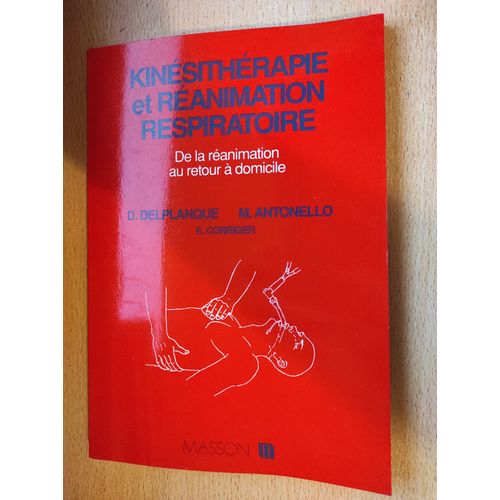 KINÉSITHÉRAPIE
et RÉANIMATION
RESPIRATOIRE
De la réanimation
au retour à domicile
D. DELPLANQUE M. ANTONELLO
E. CORRIGER
MASSON m